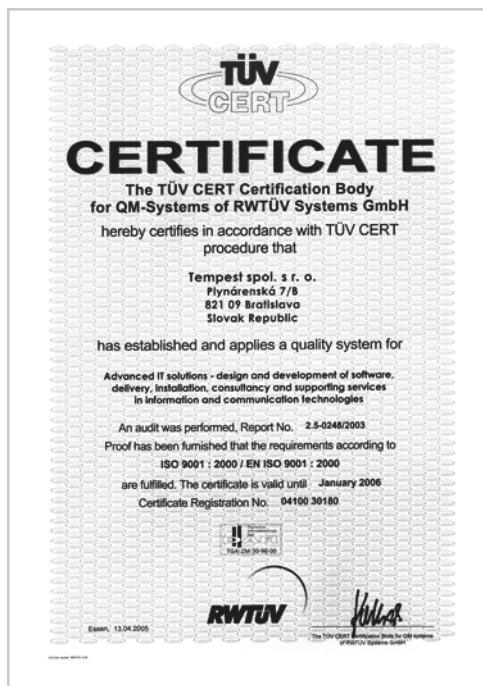 TÜV
CERT
CERTIFICATE
The TÜV CERT Certification Body
for QM-Systems of RWTÜV Systems GmbH
hereby certifies in accordance with TÜV CERT
procedure that
Tempest spol. s r. o.
Plynárenská 7/B
821 09 Bratislava
Slovak Republic
has established and applies a quality system for
Advanced IT solutions - design and development of software,
delivery, installation, consultancy and supporting services
in information and communication technologies
An audit was performed, Report No. 2.5-0248/2003
Proof has been furnished that the requirements according to
ISO 9001 : 2000 / EN ISO 9001 : 2000
are fulfilled. The certificate is valid until January 2006
Certificate Registration No. 04100 30180
TGA-ZM-30-96-00
RWTÜV
Essen, 13.04.2005
The TÜV CERT Certification Body for QM systems
of RWTÜV Systems GmbH